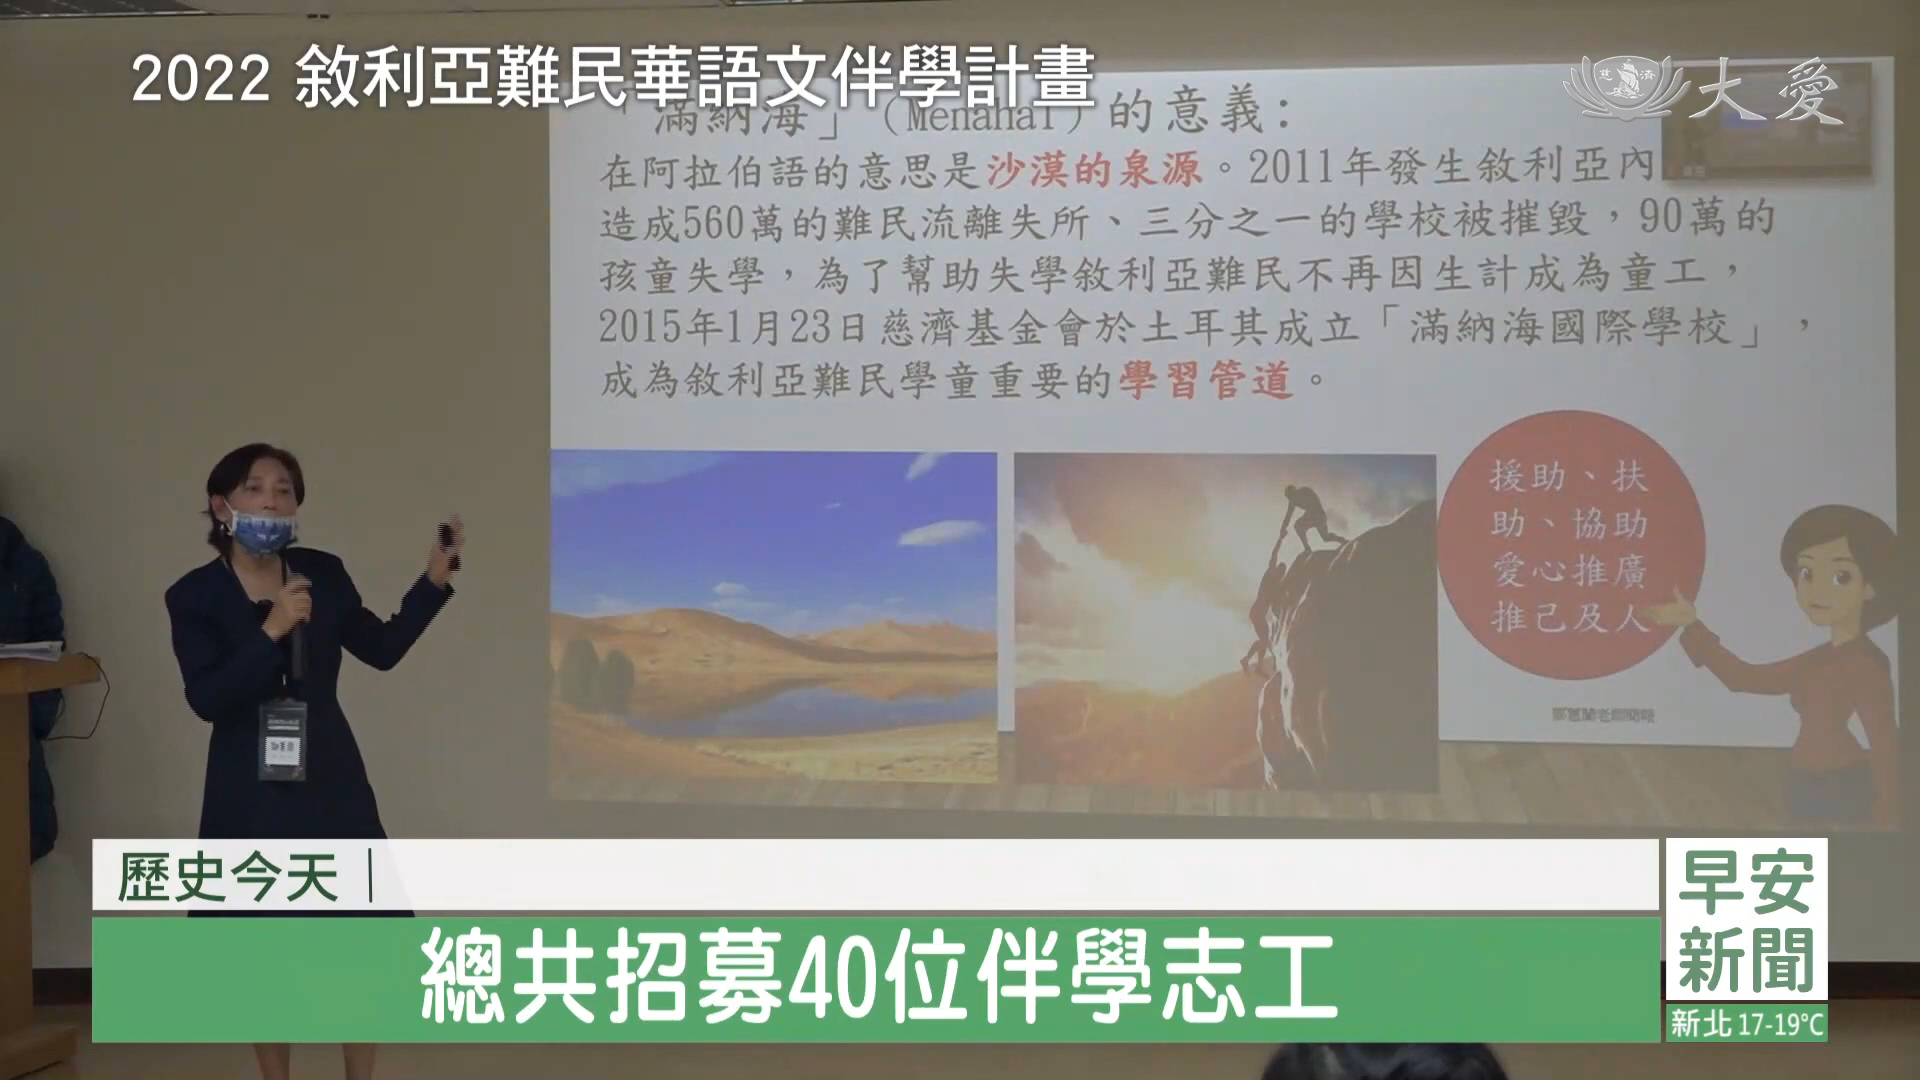 2022 敘利亞難民華語文伴學計畫
慈濟
大愛
「滿納海」（Menahai）的意義：
在阿拉伯語的意思是沙漠的泉源。2011年發生敘利亞內
造成560萬的難民流離失所、三分之一的學校被摧毀，90萬的
孩童失學，為了幫助失學敘利亞難民不再因生計成為童工，
2015年1月23日慈濟基金會於土耳其成立「滿納海國際學校」，
成為敘利亞難民學童重要的學習管道。
援助、扶
助、協助
愛心推廣
推己及人
歷史今天
總共招募40位伴學志工
早安
新聞
新北 17-19°C